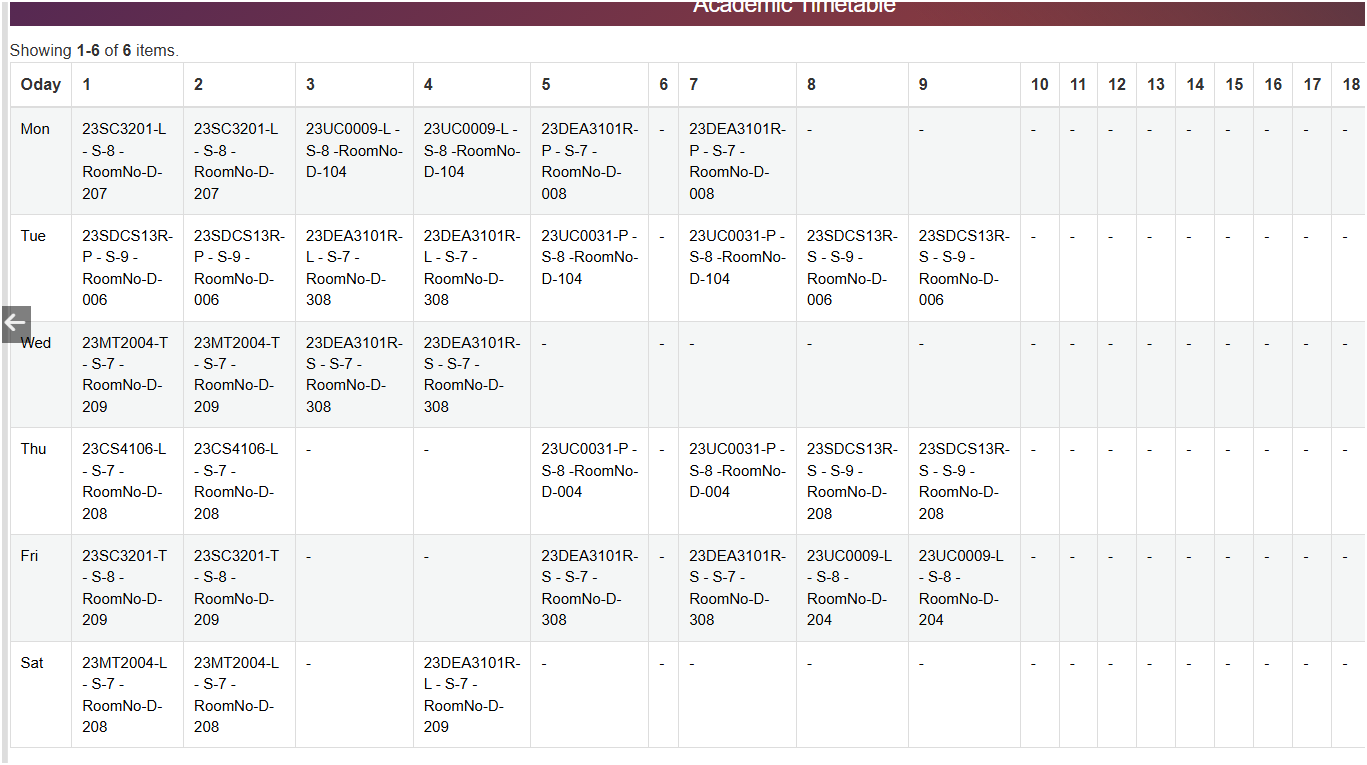 Academic Timetable
Showing 1-6 of 6 items.
Oday 1 2 3 4 5 6 7 8 9 10 11 12 13 14 15 16 17 18
Mon 23SC3201-L 23SC3201-L 23UC0009-L - 23UC0009-L - 23DEA3101R- - 23DEA3101R- - - - - - - - - - - -
- S-8 - - S-8 - S-8 -RoomNo- S-8 -RoomNo- P - S-7 - P - S-7 -
RoomNo-D- RoomNo-D- D-104 D-104 RoomNo-D- RoomNo-D-
207 207 008 008
Tue 23SDCS13R- 23SDCS13R- 23DEA3101R- 23DEA3101R- 23UC0031-P - - 23UC0031-P - 23SDCS13R- 23SDCS13R- - - - - - - - - -
P - S-9 - P - S-9 - L - S-7 - L - S-7 - S-8 -RoomNo- S-8 -RoomNo- S - S-9 - S - S-9 -
RoomNo-D- RoomNo-D- RoomNo-D- RoomNo-D- D-104 D-104 RoomNo-D- RoomNo-D-
006 006 308 308 006 006
Wed 23MT2004-T 23MT2004-T 23DEA3101R- 23DEA3101R- - - - - - - - - - - - - - -
- S-7 - - S-7 - S - S-7 - S - S-7 -
RoomNo-D- RoomNo-D- RoomNo-D- RoomNo-D-
209 209 308 308
Thu 23CS4106-L 23CS4106-L - - 23UC0031-P - - 23UC0031-P - 23SDCS13R- 23SDCS13R- - - - - - - - - -
- S-7 - - S-7 - S-8 -RoomNo- S-8 -RoomNo- S - S-9 - S - S-9 -
RoomNo-D- RoomNo-D- D-004 D-004 RoomNo-D- RoomNo-D-
208 208 208 208
Fri 23SC3201-T 23SC3201-T - - 23DEA3101R- - 23DEA3101R- 23UC0009-L 23UC0009-L - - - - - - - - -
- S-8 - - S-8 - S - S-7 - S - S-7 - - S-8 - - S-8 -
RoomNo-D- RoomNo-D- RoomNo-D- RoomNo-D- RoomNo-D- RoomNo-D-
209 209 308 308 204 204
Sat 23MT2004-L 23MT2004-L - 23DEA3101R- - - - - - - - - - - - - - -
- S-7 - - S-7 - L - S-7 -
RoomNo-D- RoomNo-D- RoomNo-D-
208 208 209